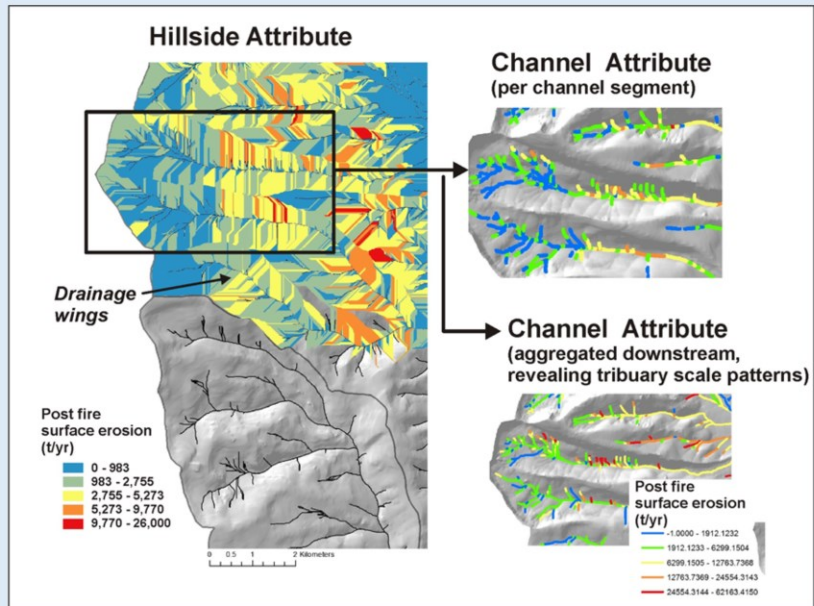 Hillside Attribute
Drainage
wings
Post fire
surface erosion
(t/yr)
0 - 983
983 - 2,755
2,755 - 5,273
5,273 - 9,770
9,770 - 26,000
0 0.5 1 2 Kilometers
Channel Attribute
(per channel segment)
Channel Attribute
(aggregated downstream,
revealing tributary scale patterns)
Post fire
surface erosion
(t/yr)
-1.0000 - 1912.1232
1912.1233 - 6299.1504
6299.1505 - 12763.7368
12763.7369 - 24554.3143
24554.3144 - 62163.4150